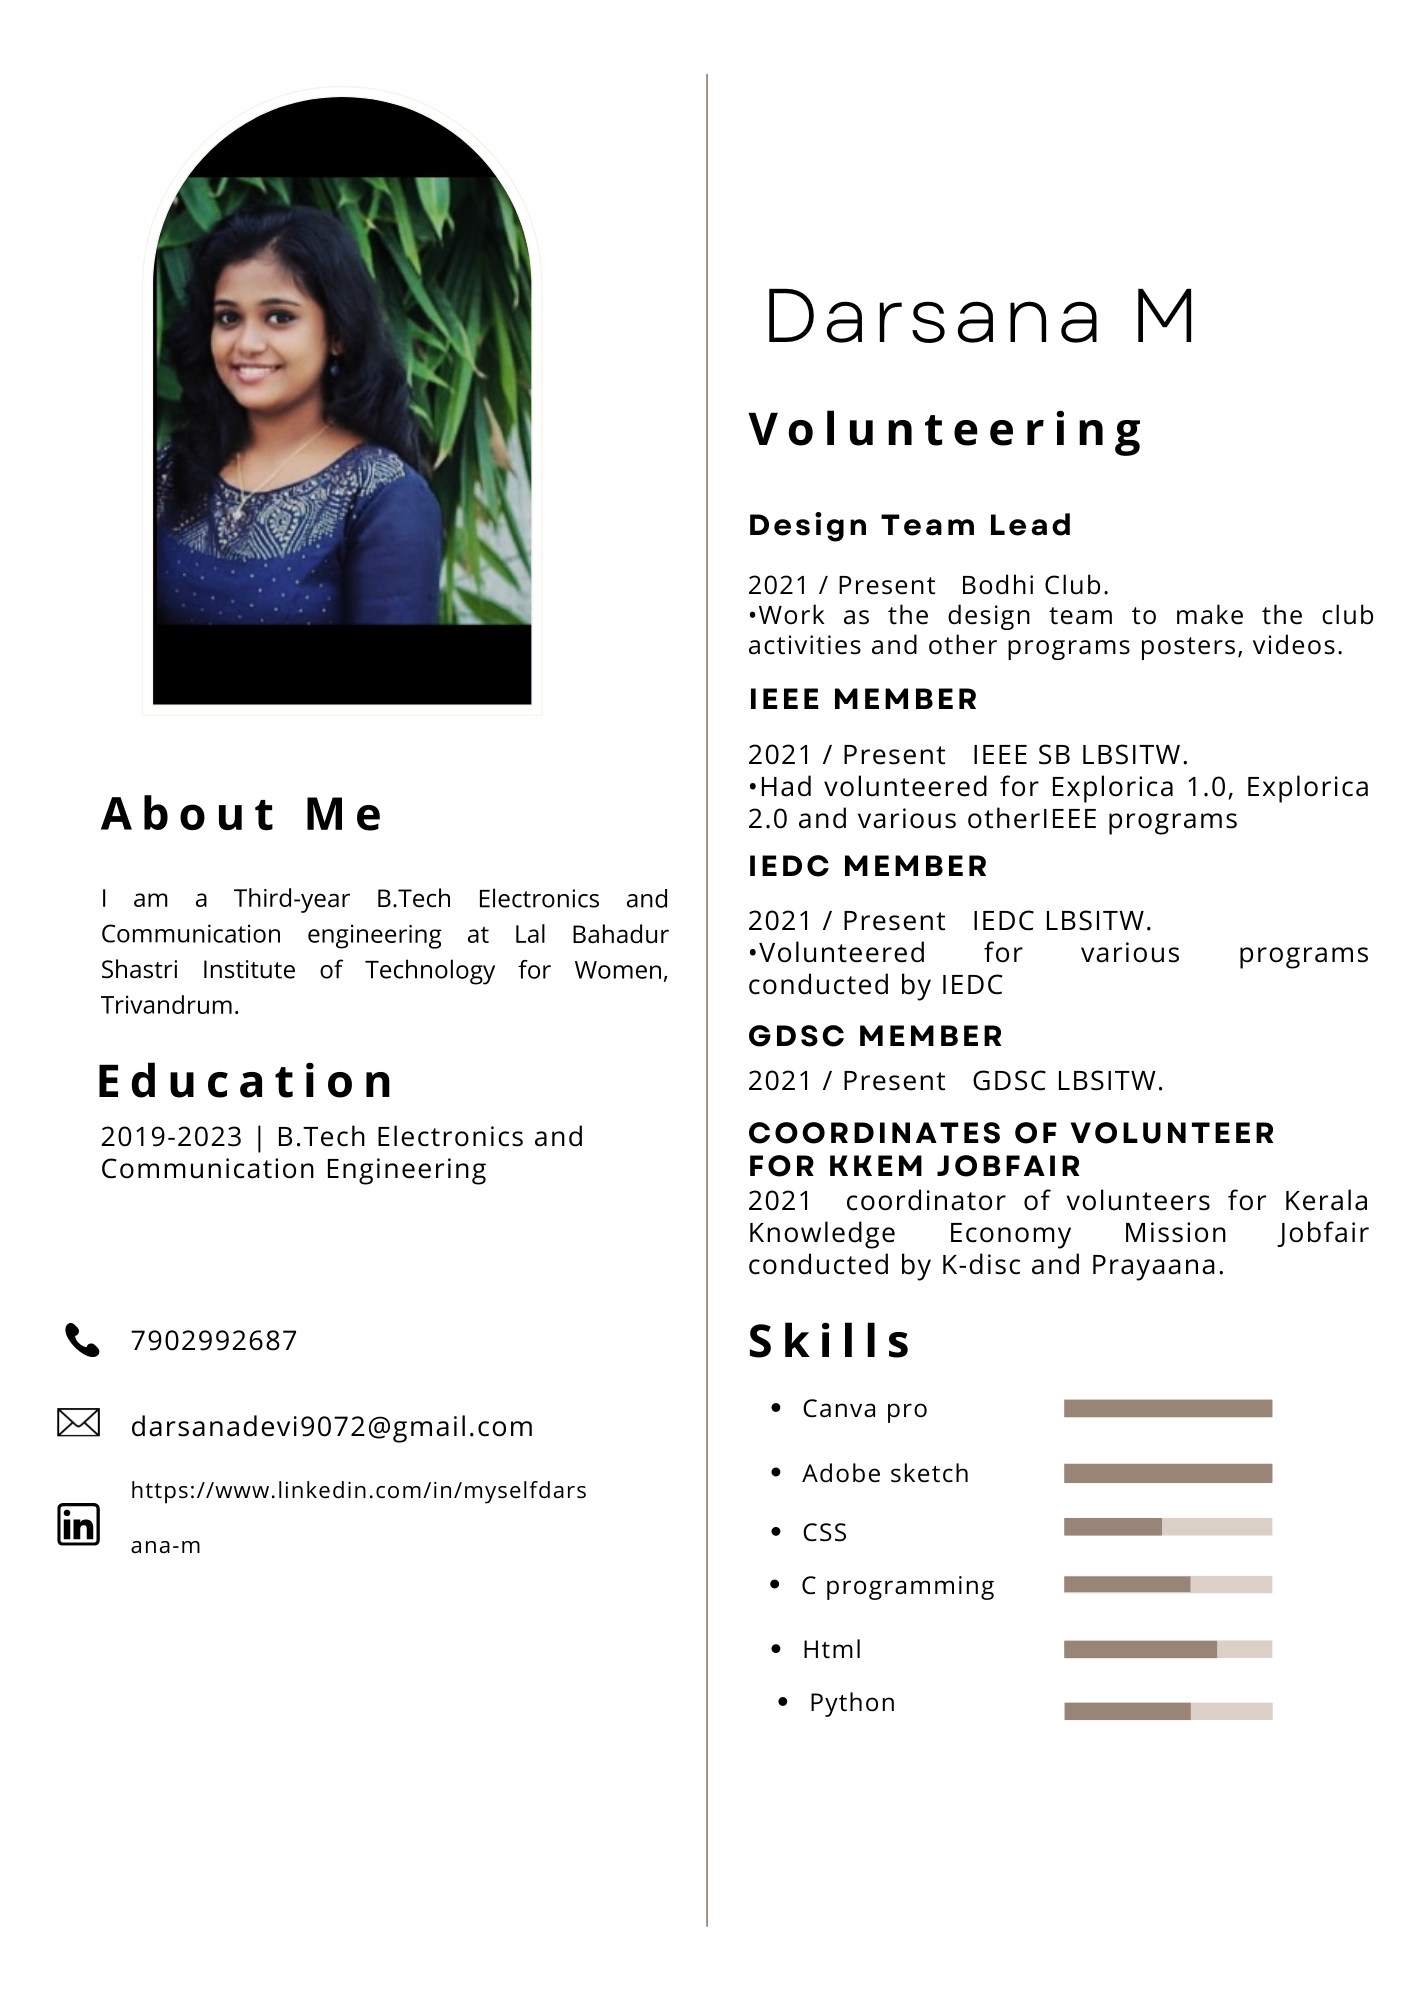 About Me
I am a Third-year B.Tech Electronics and
Communication engineering at Lal Bahadur
Shastri Institute of Technology for Women,
Trivandrum.
Education
2019-2023 | B.Tech Electronics and
Communication Engineering
7902992687
darsanadevi9072@gmail.com
https://www.linkedin.com/in/myselfdars
in
ana-m
Darsana M
Volunteering
Design Team Lead
2021 / Present Bodhi Club.
•Work as the design team to make the club
activities and other programs posters, videos.
IEEE MEMBER
2021 / Present IEEE SB LBSITW.
•Had volunteered for Explorica 1.0, Explorica
2.0 and various otherIEEE programs
IEDC MEMBER
2021 / Present IEDC LBSITW.
•Volunteered for various programs
conducted by IEDC
GDSC MEMBER
2021 / Present GDSC LBSITW.
COORDINATES OF VOLUNTEER
FOR KKEM JOBFAIR
2021 coordinator of volunteers for Kerala
Knowledge Economy Mission Jobfair
conducted by K-disc and Prayaana.
Skills
• Canva pro
• Adobe sketch
• CSS
• C programming
• Html
• Python